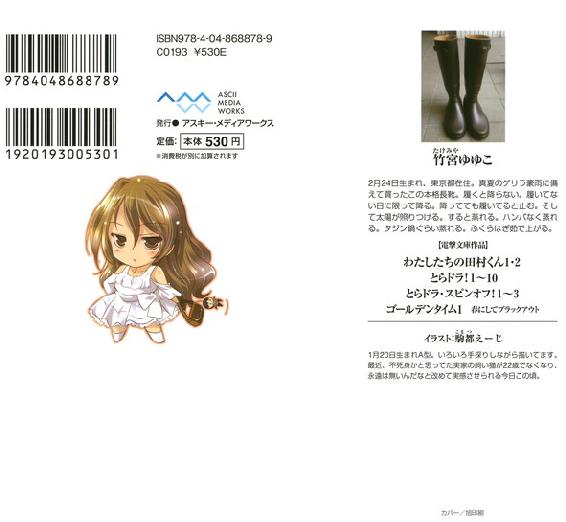 ISBN978-4-04-868878-9
C0193 ¥530E
9784048688789
1920193005301
ASCII
MEDIA
WORKS
発行●アスキー・メディアワークス
定価:本体530円
※消費税が別に加算されます
たけみや
竹宮ゆゆこ
2月24日生まれ、東京都在住。真夏のゲリラ豪雨に備
えて買ったこの本格長靴。履くと降らない。履いてな
い日に限って降る。降ってても履いてると止む。そし
て太陽が照りつける。すると蒸れる。ハンパなく蒸れ
る。タジン鍋ぐらい蒸れる。ふくらはぎ茹で上がる。
【電撃文庫作品】
わたしたちの田村くん1・2
とらドラ!1〜10
とらドラ・スピンオフ!1〜3
ゴールデンタイム1 春にしてブラックアウト
こまつ
イラスト:駒都えーじ
1月20日生まれA型。いろいろ手探りしながら描いてます。
最近、不死身かと思ってた実家の飼い猫が22歳でなくなり、
永遠は無いんだなと改めて実感させられる今日この頃。
カバー/旭印刷